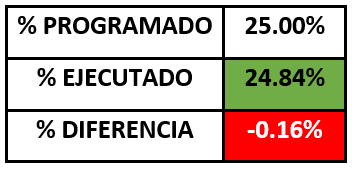 % PROGRAMADO 25.00%
% EJECUTADO 24.84%
% DIFERENCIA -0.16%